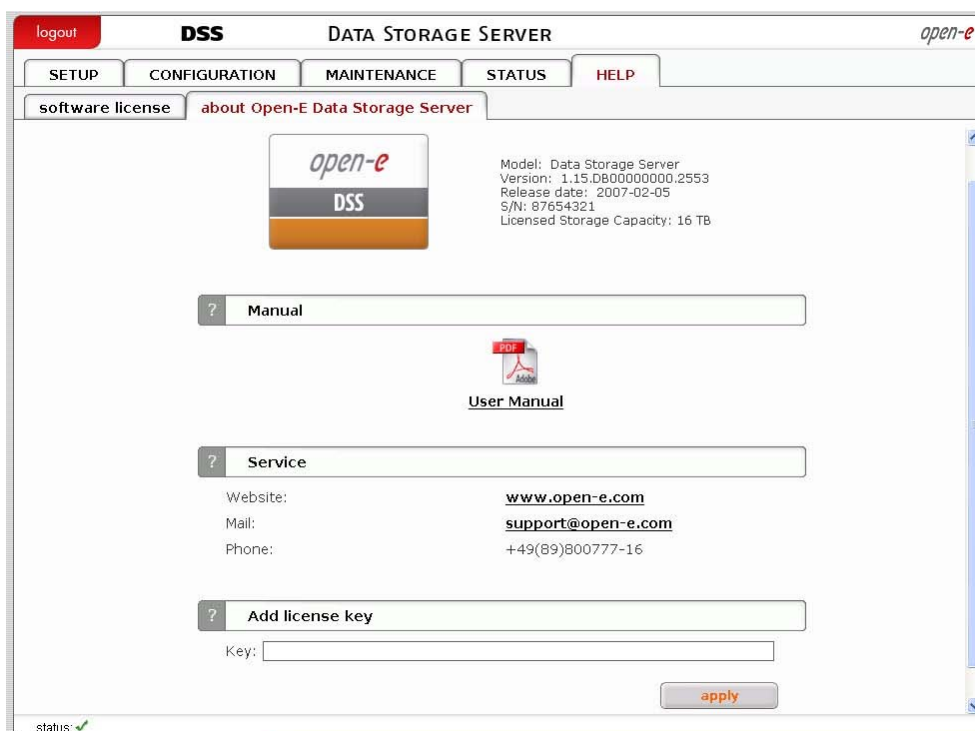 logout DSS DATA STORAGE SERVER open-e
SETUP CONFIGURATION MAINTENANCE STATUS HELP
software license about Open-E Data Storage Server
open-e
DSS
Model: Data Storage Server
Version: 1.15.DB00000000.2553
Release date: 2007-02-05
S/N: 87654321
Licensed Storage Capacity: 16 TB
? Manual
PDF
Adobe
User Manual
? Service
Website: www.open-e.com
Mail: support@open-e.com
Phone: +49(89)800777-16
? Add license key
Key:
apply
status: